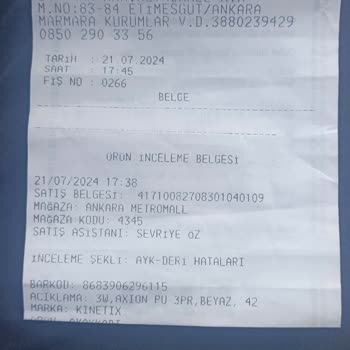 M.NO:83-84 ETİMESGUT/ANKARA
MARMARA KURUMLAR V.D.3880239429
0850 290 33 56
TARİH : 21 07 2024
SAAT : 17:45
FİŞ NO : 0266
BELGE
ÜRÜN İNCELEME BELGESİ
21/07/2024 17:38
SATIŞ BELGESİ: 41710082708301040109
MAĞAZA: ANKARA METROMALL
MAĞAZA KODU: 4345
SATIŞ ASİSTANI: SEVRİYE ÖZ
İNCELEME ŞEKLİ: AYK-DERİ HATALARI
BARKOD: 8683906296115
AÇIKLAMA: 3W,AXION PU 3PR,BEYAZ, 42
MARKA: KINETIX